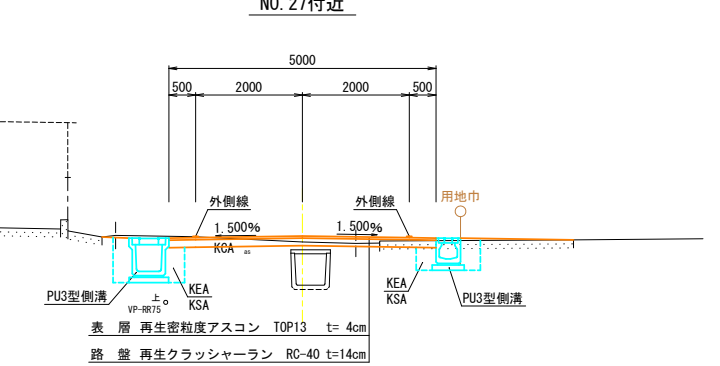 NO.27付近
5000
500 2000 2000 500
用地巾
外側線 外側線
1.500% 1.500%
KCA as
KEA
KSA
KEA
KSA
PU3型側溝
上
VP-RR75
PU3型側溝
表 層 再生密粒度アスコン TOP13 t= 4cm
路 盤 再生クラッシャーラン RC-40 t=14cm